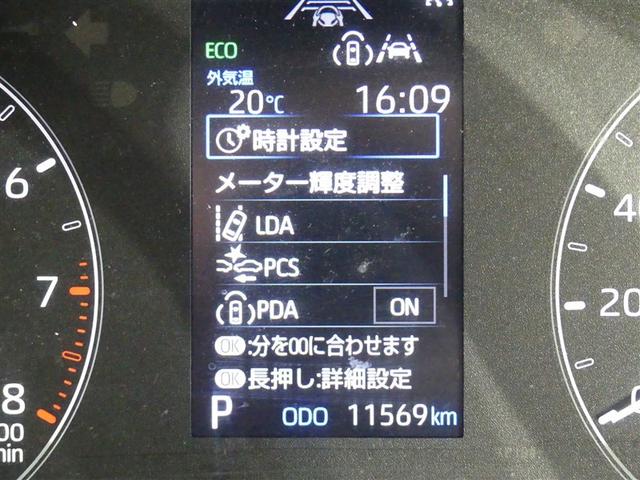 ECO
外気温
20℃ 16:09
時計設定
メーター輝度調整
6
LDA
40
PCS
7
20
PDA ON
OK:分を00に合わせます
OK長押し:詳細設定
8
P ODO 11569km
00
min